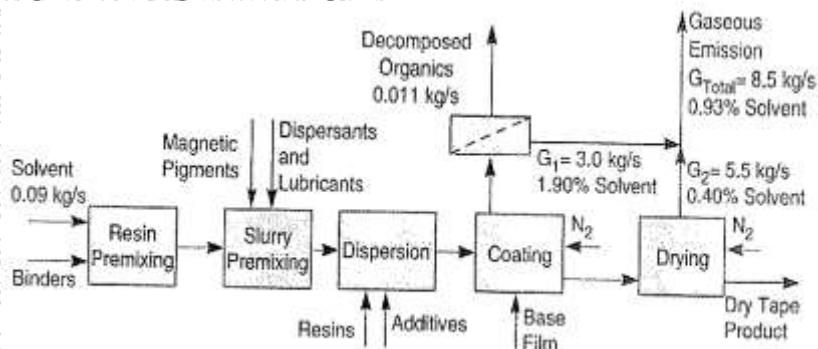 Decomposed
Organics
0.011 kg/s
Gaseous
Emission
G_Total= 8.5 kg/s
0.93% Solvent
Magnetic
Pigments
Dispersants
and
Lubricants
G₁= 3.0 kg/s
1.90% Solvent
G₂= 5.5 kg/s
0.40% Solvent
Solvent
0.09 kg/s
Binders
Resin
Premixing
Slurry
Premixing
Dispersion
Coating
N₂
Drying
N₂
Resins
Additives
Base
Film
Dry Tape
Product